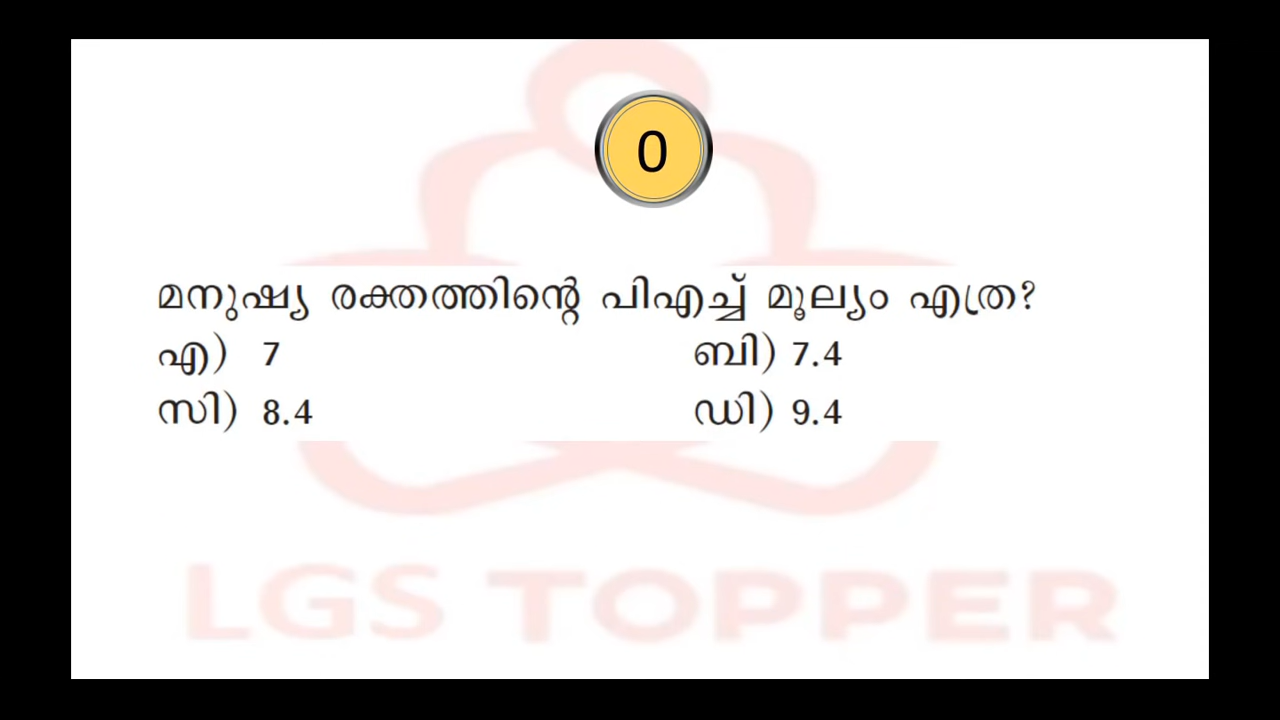 0
മനുഷ്യ രക്തത്തിന്റെ പിഎച്ച് മൂല്യം എത്ര?
എ) 7 ബി) 7.4
സി) 8.4 ഡി) 9.4
LGS TOPPER